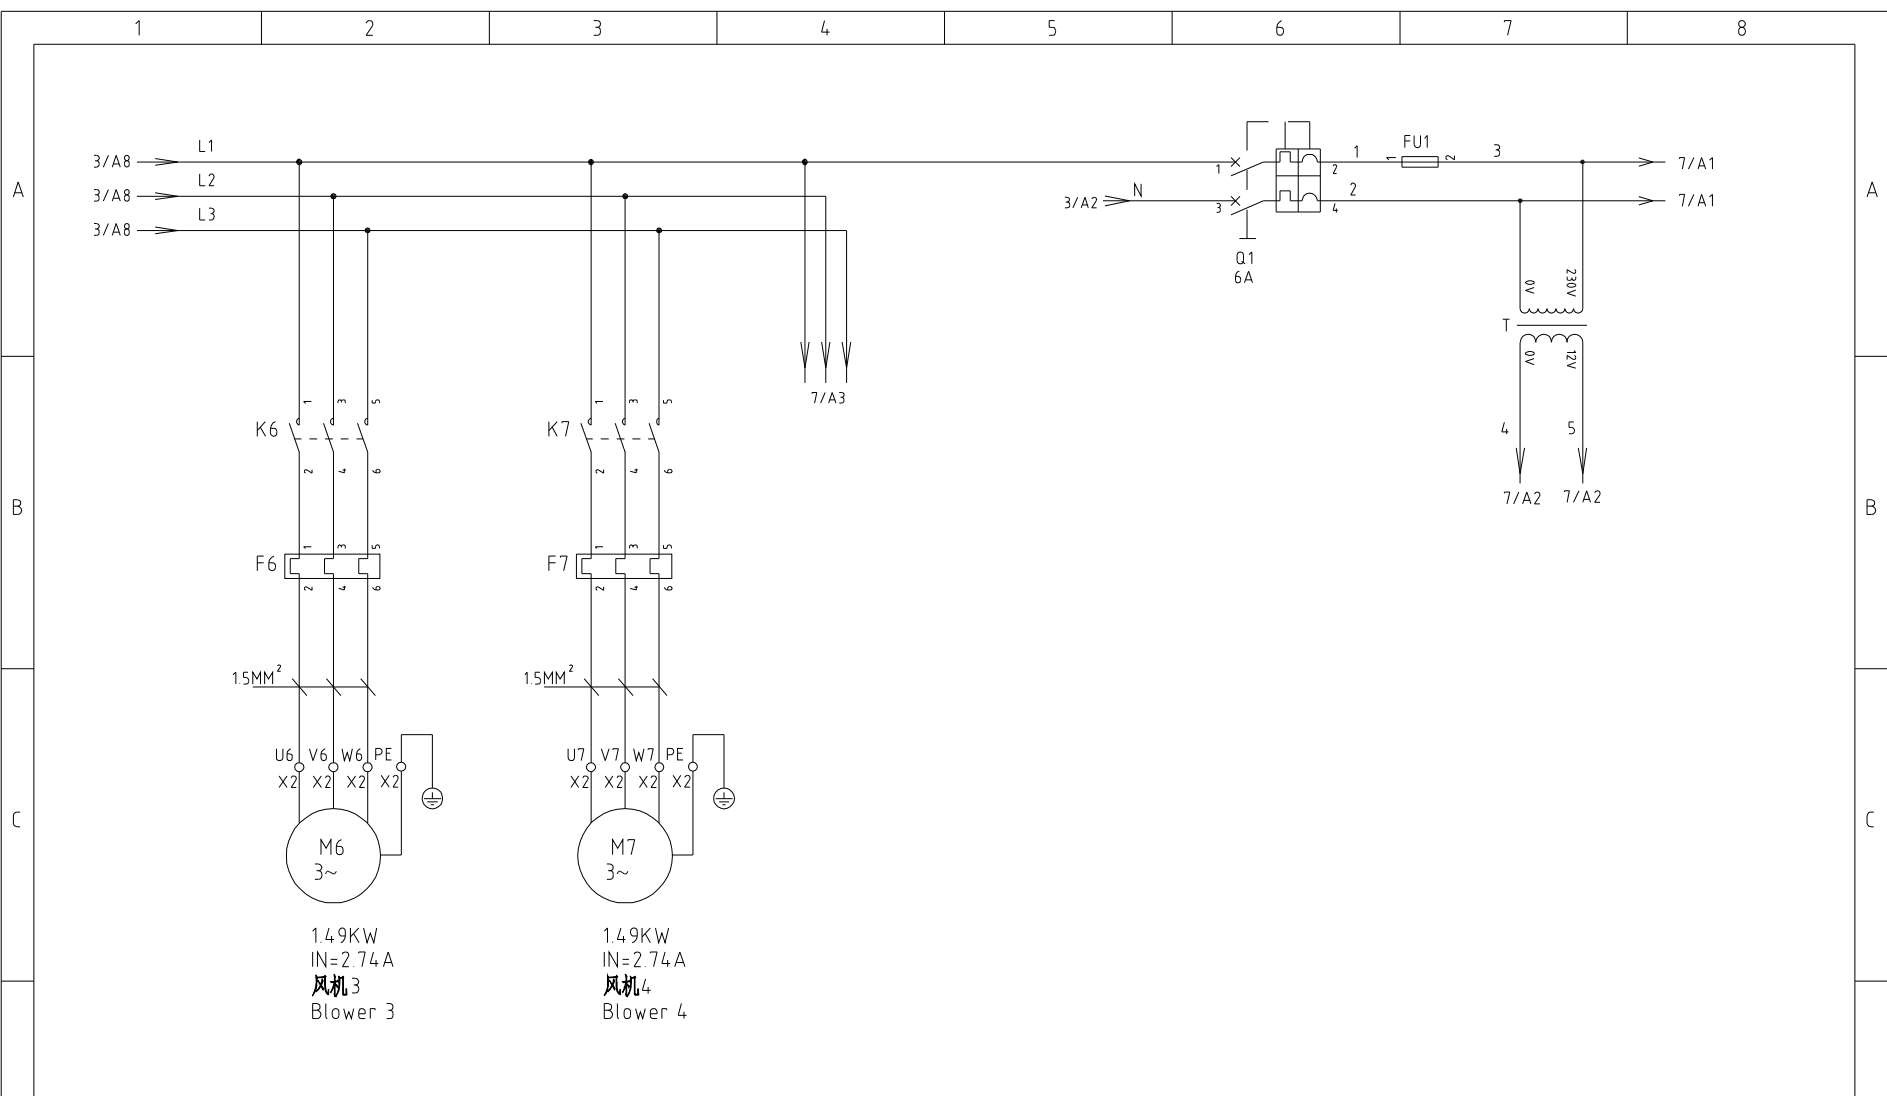 1 2 3 4 5 6 7 8
A A
L1
3/A8
L2
3/A8
L3
3/A8
1 2
1
FU1
1 2
3
7/A1
3/A2
N
3 4
2
7/A1
Q1
6A
0V 230V
T
0V 12V
7/A3
4 5
7/A2 7/A2
1 3 5
K6
2 4 6
1 3 5
K7
2 4 6
B B
1 3 5
F6
2 4 6
1 3 5
F7
2 4 6
1.5MM²
1.5MM²
U6 V6 W6 PE
X2 X2 X2 X2
U7 V7 W7 PE
X2 X2 X2 X2
C C
M6
3~
M7
3~
1.49KW
IN=2.74A
风机3
Blower 3
1.49KW
IN=2.74A
风机4
Blower 4